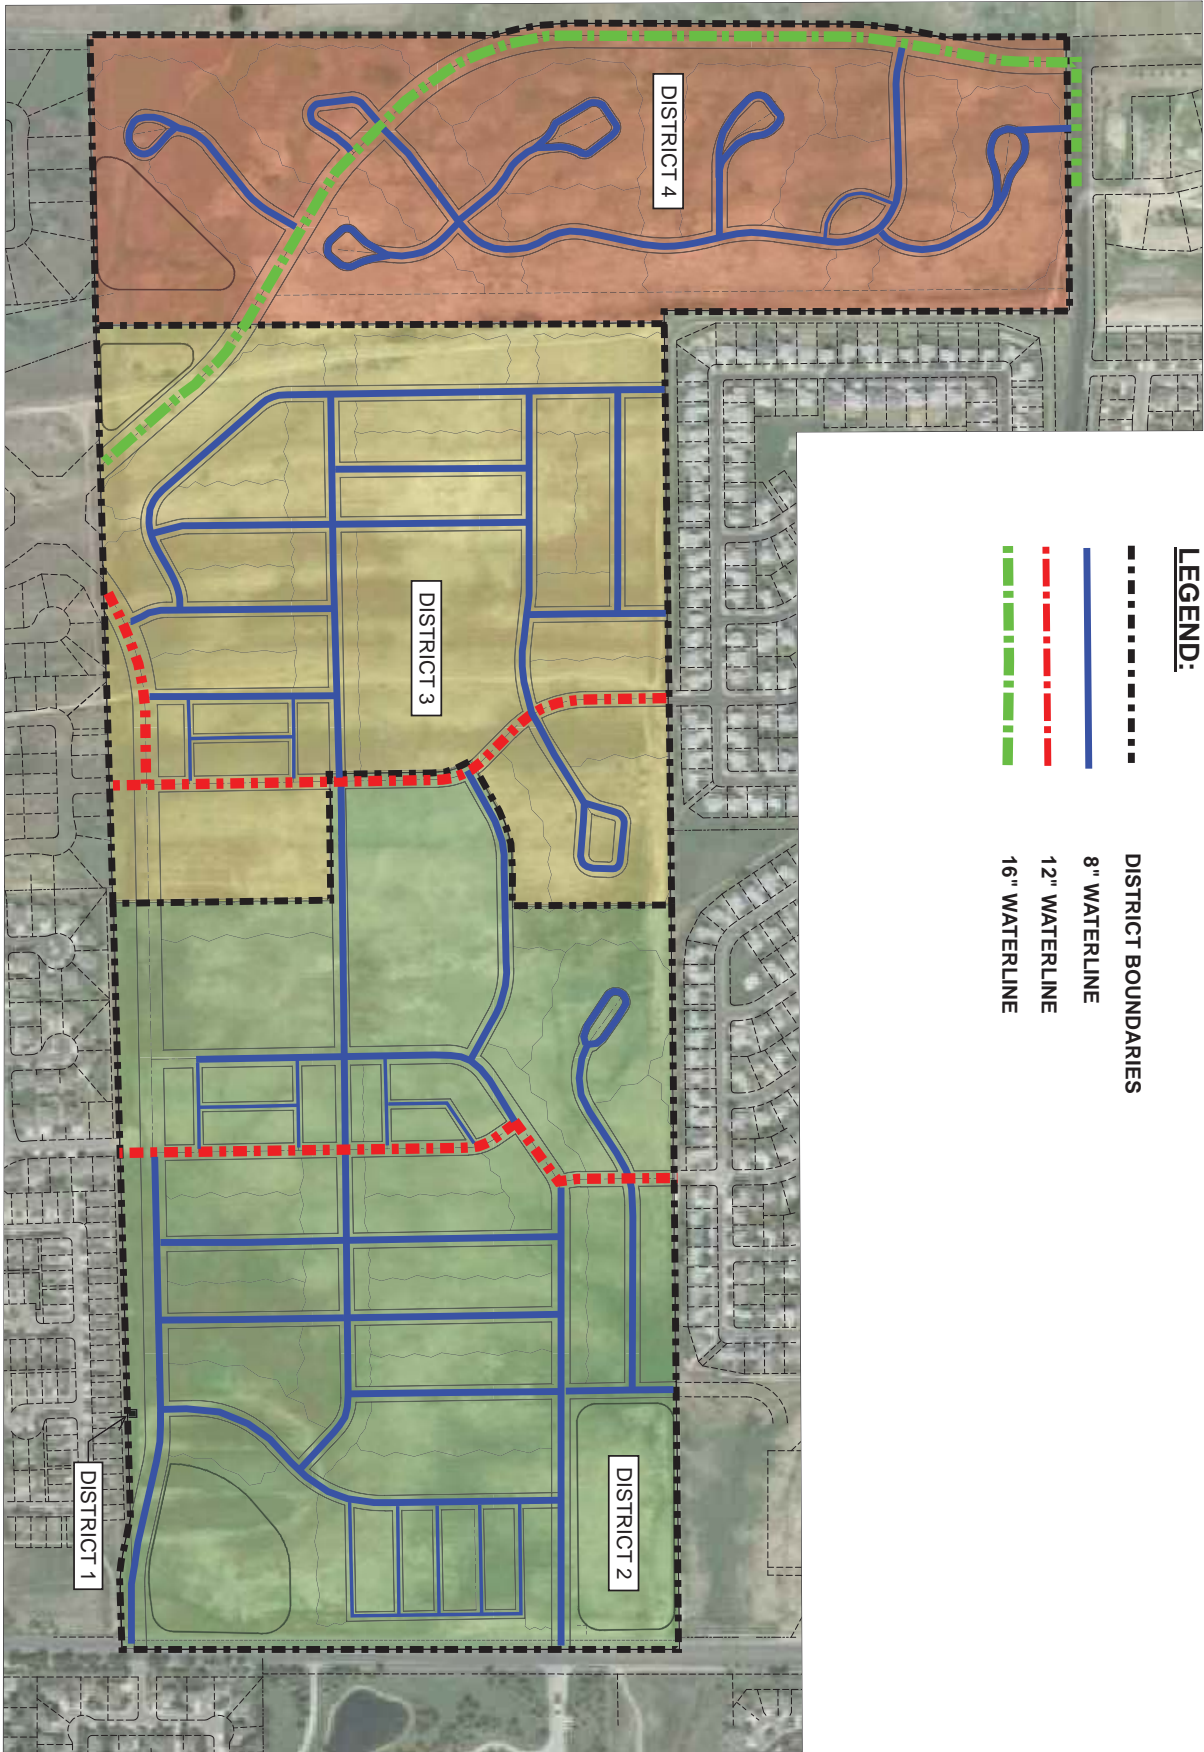 LEGEND:
DISTRICT BOUNDARIES
8" WATERLINE
12" WATERLINE
16" WATERLINE
DISTRICT 4
DISTRICT 3
DISTRICT 2
DISTRICT 1